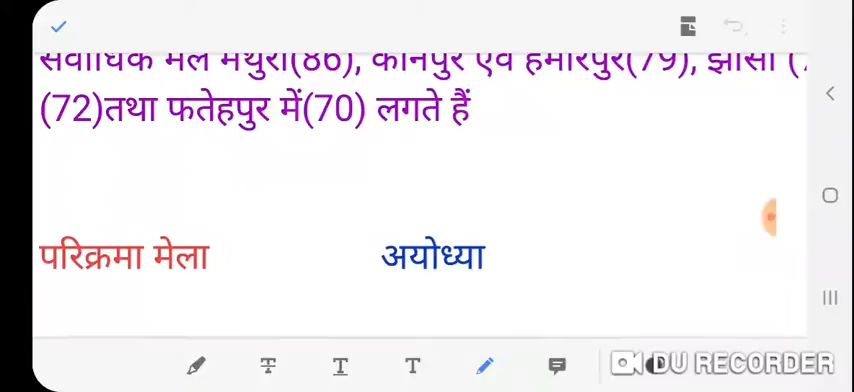 सर्वाधिक मेले मथुरा(86), कानपुर एवं हमीरपुर(79), झांसी
(72)तथा फतेहपुर में(70) लगते हैं
परिक्रमा मेला अयोध्या
DU RECORDER